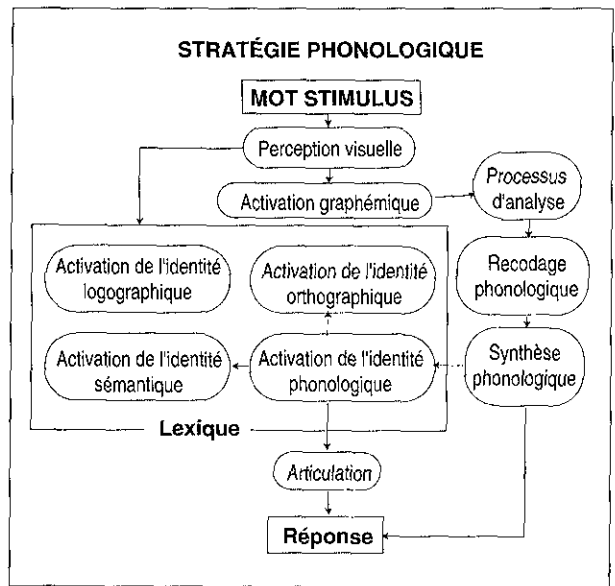 STRATÉGIE PHONOLOGIQUE
MOT STIMULUS
Perception visuelle
Activation graphémique
Processus
d'analyse
Activation de l'identité
logographique
Activation de l'identité
orthographique
Recodage
phonologique
Activation de l'identité
sémantique
Activation de l'identité
phonologique
Synthèse
phonologique
Lexique
Articulation
Réponse